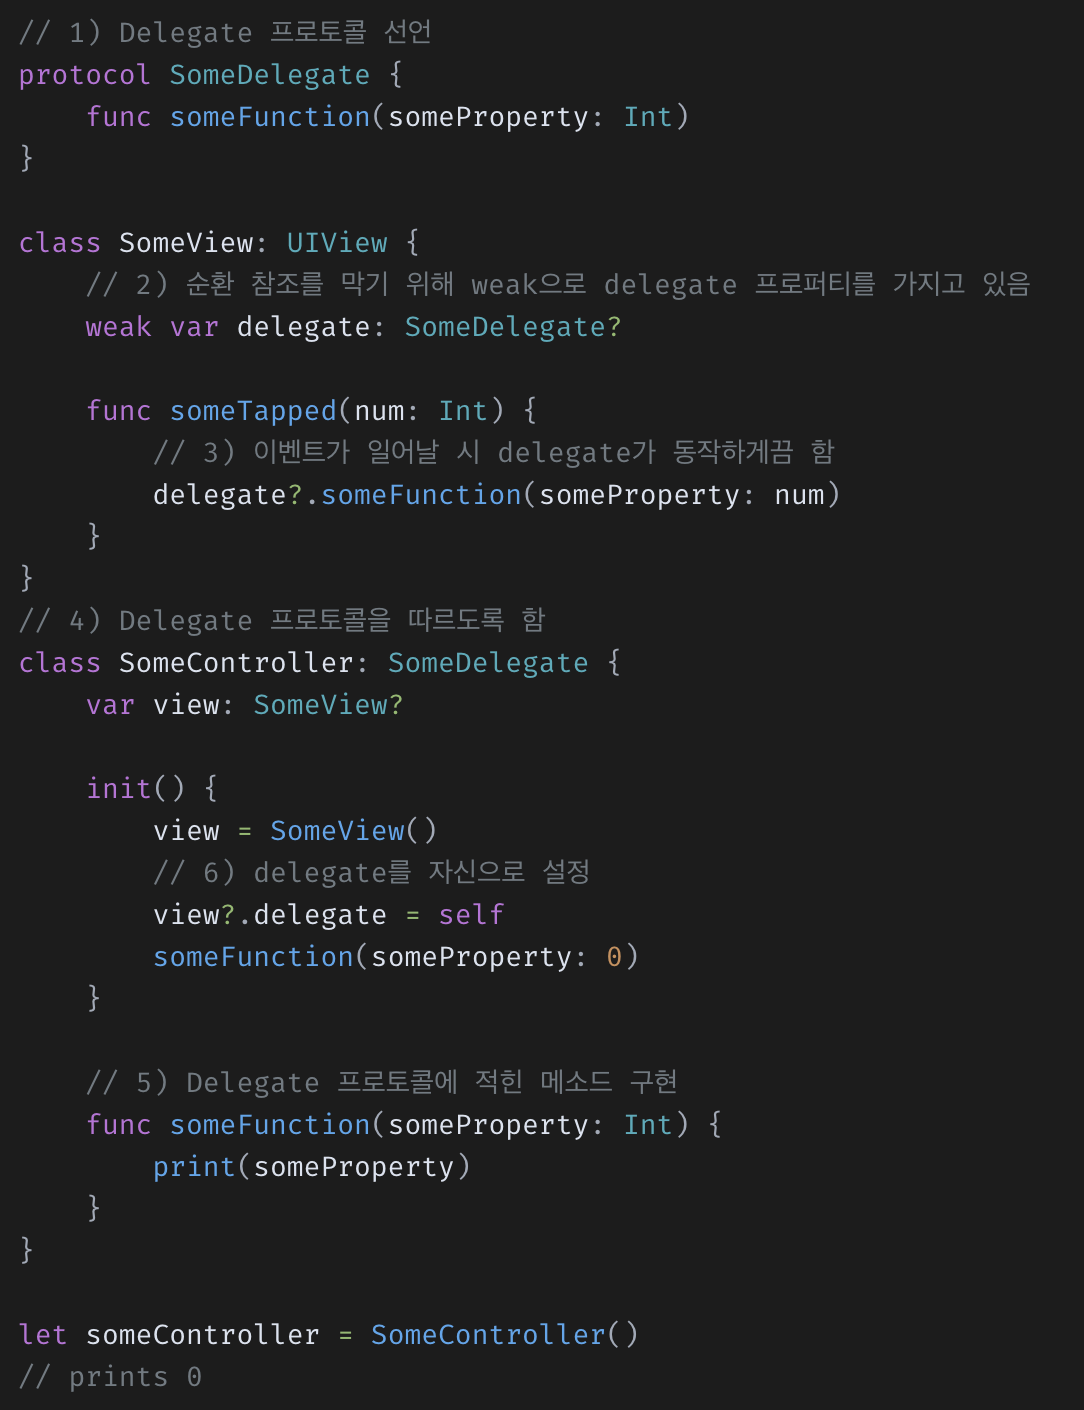 // 1) Delegate 프로토콜 선언
protocol SomeDelegate {
    func someFunction(someProperty: Int)
}

class SomeView: UIView {
    // 2) 순환 참조를 막기 위해 weak으로 delegate 프로퍼티를 가지고 있음
    weak var delegate: SomeDelegate?

    func someTapped(num: Int) {
        // 3) 이벤트가 일어날 시 delegate가 동작하게끔 함
        delegate?.someFunction(someProperty: num)
    }
}
// 4) Delegate 프로토콜을 따르도록 함
class SomeController: SomeDelegate {
    var view: SomeView?

    init() {
        view = SomeView()
        // 6) delegate를 자신으로 설정
        view?.delegate = self
        someFunction(someProperty: 0)
    }

    // 5) Delegate 프로토콜에 적힌 메소드 구현
    func someFunction(someProperty: Int) {
        print(someProperty)
    }
}

let someController = SomeController()
// prints 0